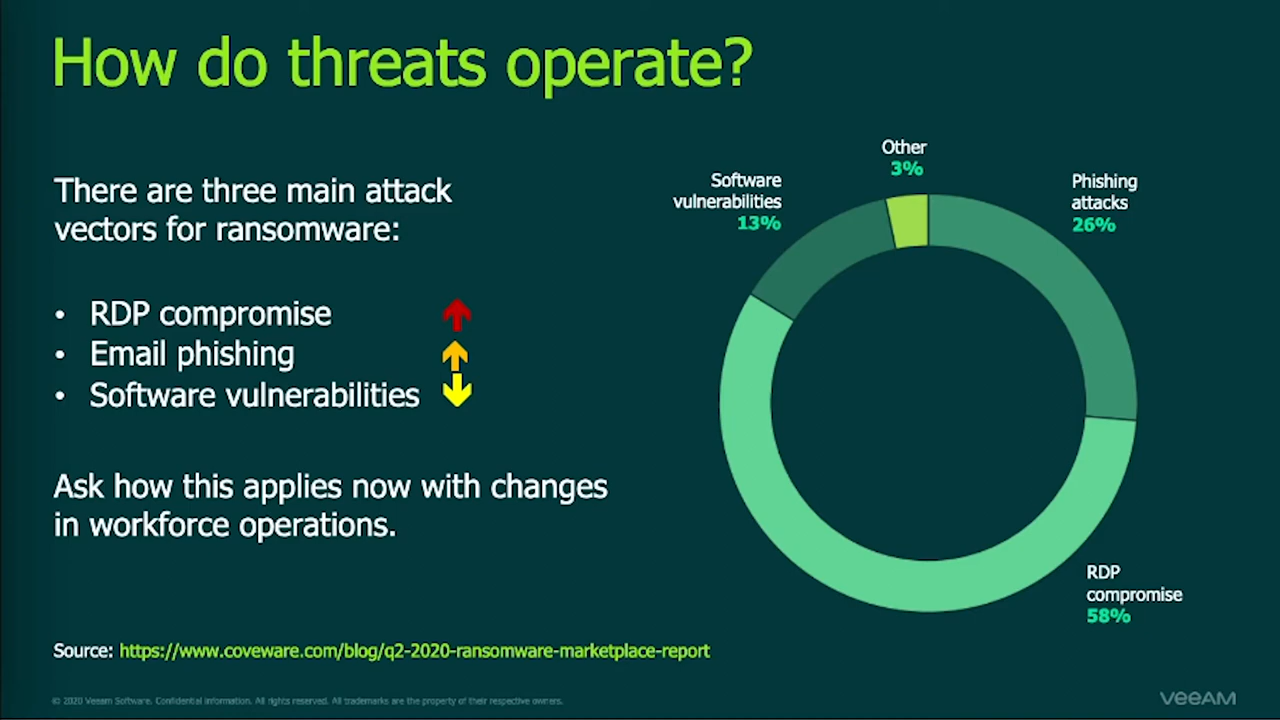 How do threats operate?
There are three main attack
vectors for ransomware:
• RDP compromise
• Email phishing
• Software vulnerabilities
Ask how this applies now with changes
in workforce operations.
Other
3%
Software
vulnerabilities
13%
Phishing
attacks
26%
RDP
compromise
58%
Source: https://www.coveware.com/blog/q2-2020-ransomware-marketplace-report
© 2020 Veeam Software. Confidential information. All rights reserved. All trademarks are the property of their respective owners.
VEEAM